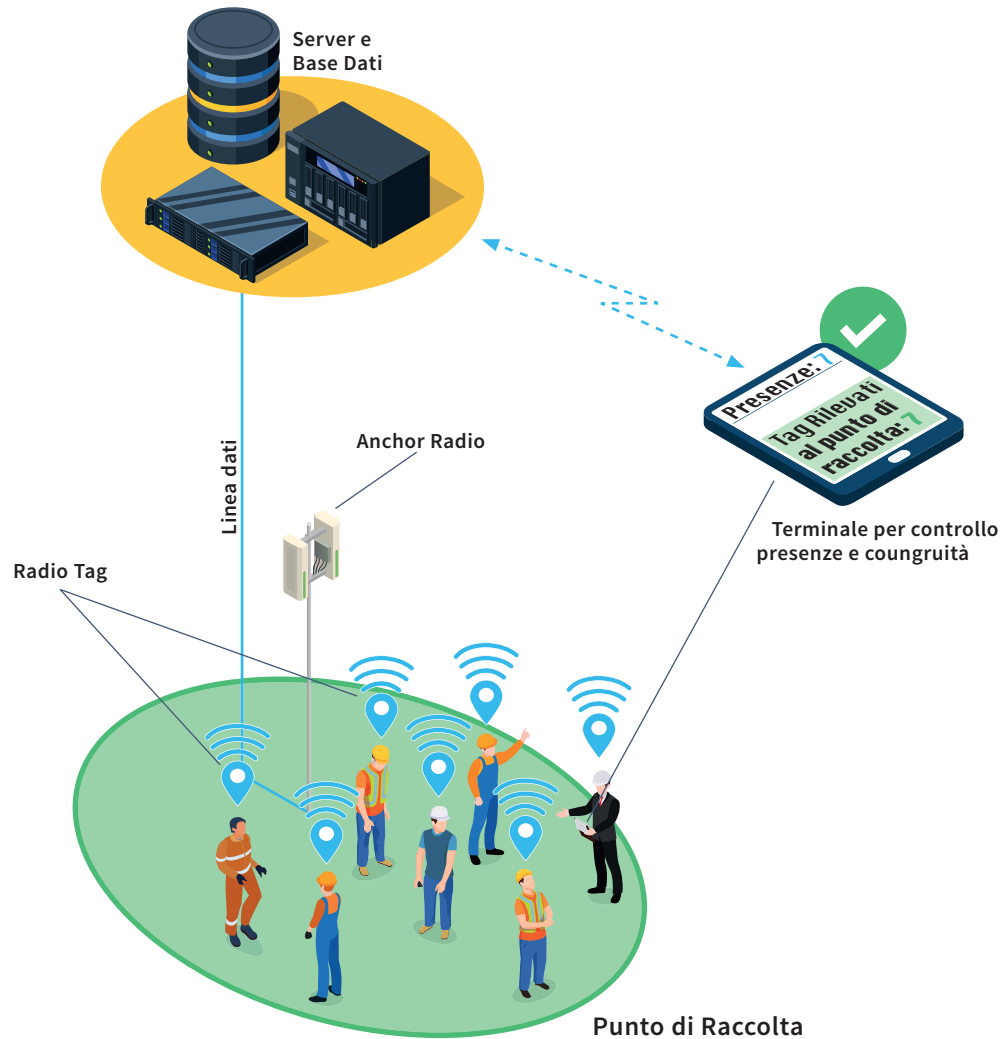 Server e
Base Dati
Presenze: 7
Tag Rilevati
al punto di
raccolta: 7
Linea dati
Anchor Radio
Terminale per controllo
presenze e coungruità
Radio Tag
Punto di Raccolta